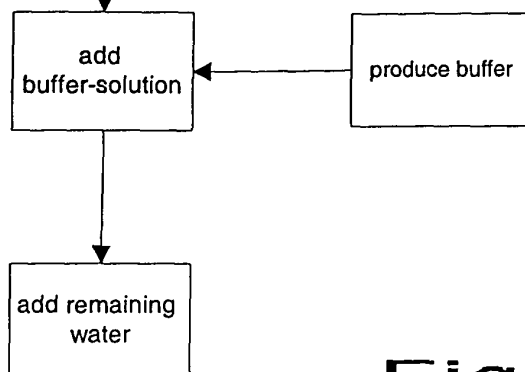 add
buffer-solution
produce buffer
add remaining
water